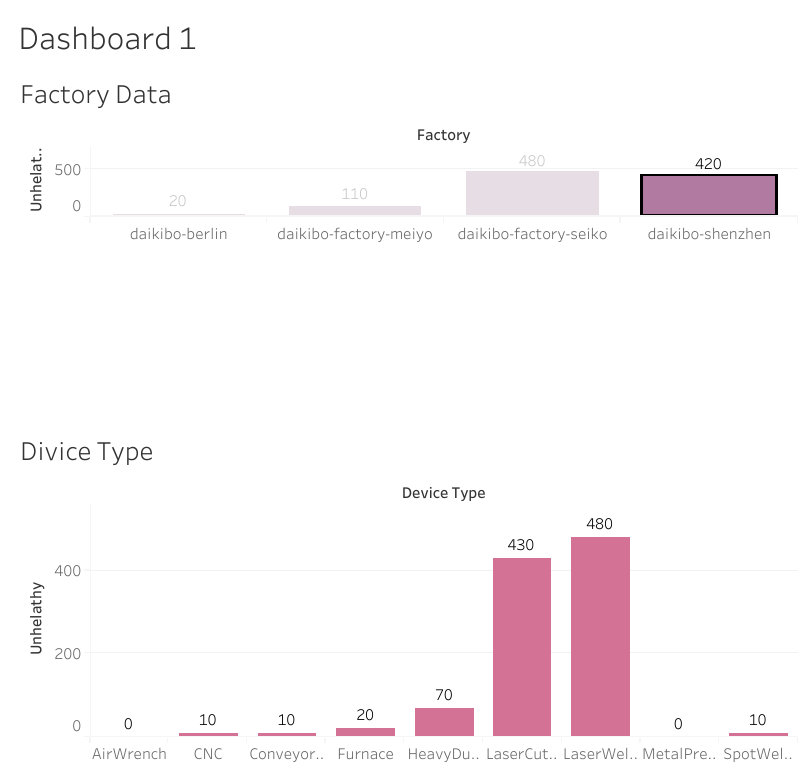 Dashboard 1
Factory Data
Factory
Unhelat..
500
0
20
110
480
420
daikibo-berlin
daikibo-factory-meiyo
daikibo-factory-seiko
daikibo-shenzhen
Divice Type
Device Type
Unhelathy
400
200
0
0
10
10
20
70
430
480
0
10
AirWrench
CNC
Conveyor..
Furnace
HeavyDu..
LaserCut..
LaserWel..
MetalPre..
SpotWel..